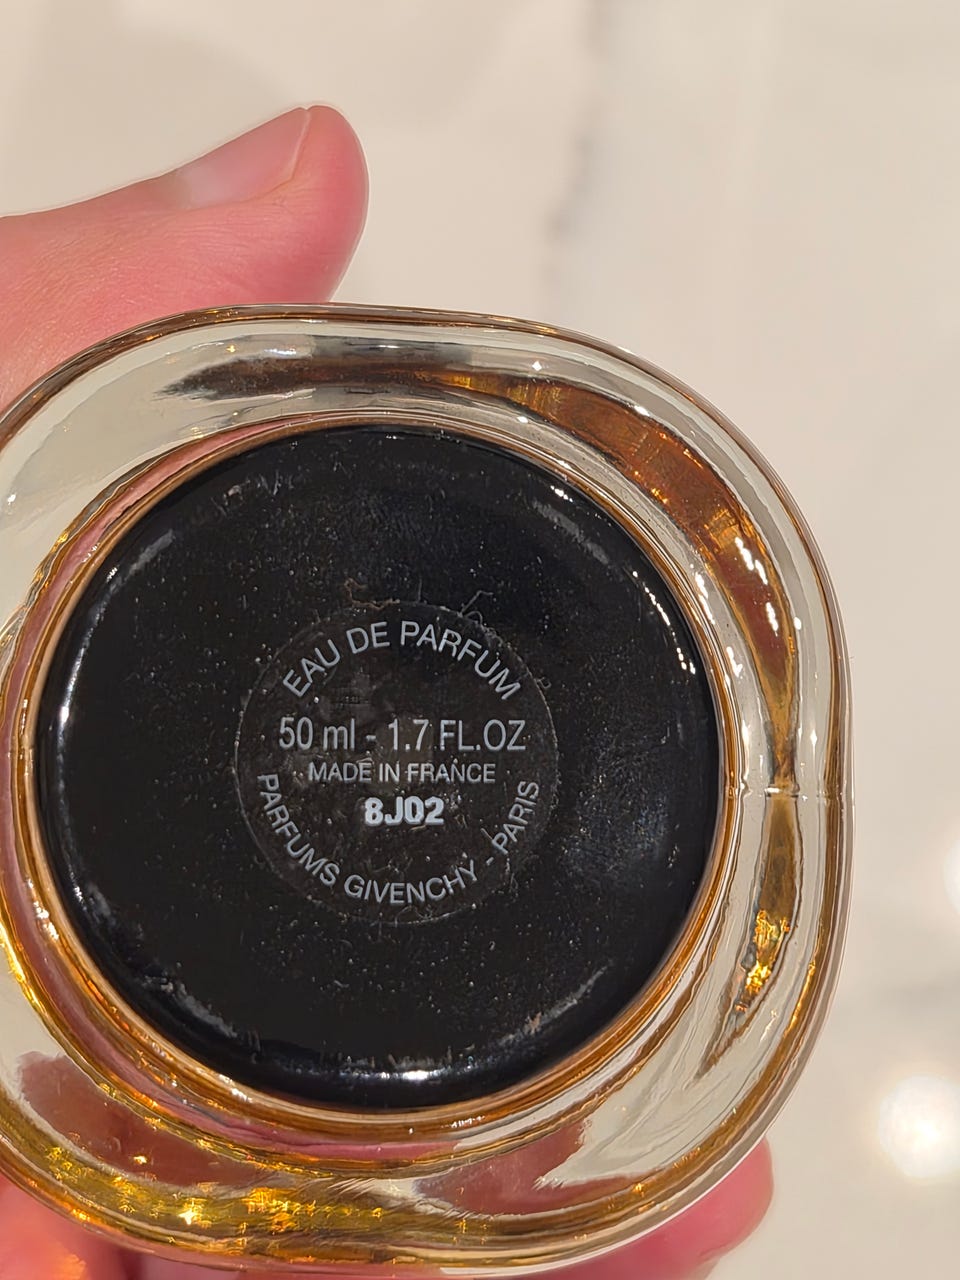 EAU DE PARFUM
50 ml - 1.7 FL.OZ
MADE IN FRANCE
8J02
PARFUMS GIVENCHY - PARIS